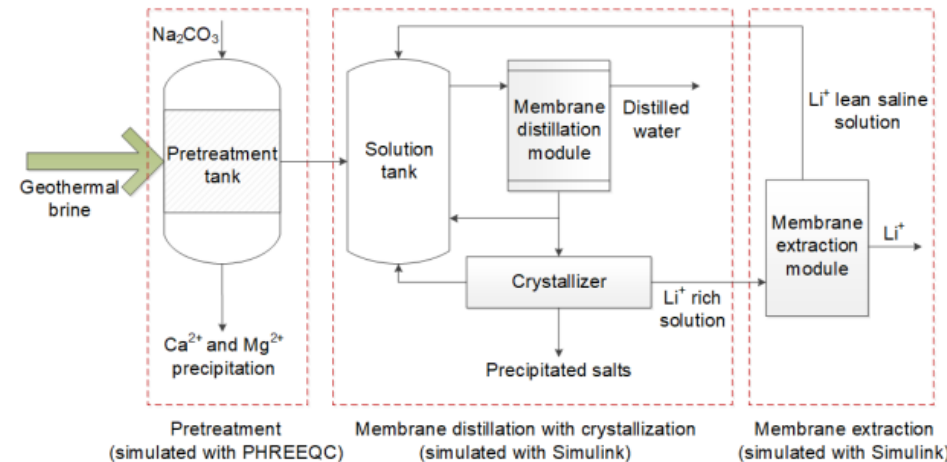 Na₂CO₃
Geothermal
brine
Pretreatment
tank
Ca²⁺ and Mg²⁺
precipitation
Solution
tank
Membrane
distillation
module
Distilled
water
Crystallizer
Precipitated salts
Li⁺ rich
solution
Li⁺ lean saline
solution
Membrane
extraction
module
Li⁺
Pretreatment
(simulated with PHREEQC)
Membrane distillation with crystallization
(simulated with Simulink)
Membrane extraction
(simulated with Simulink)